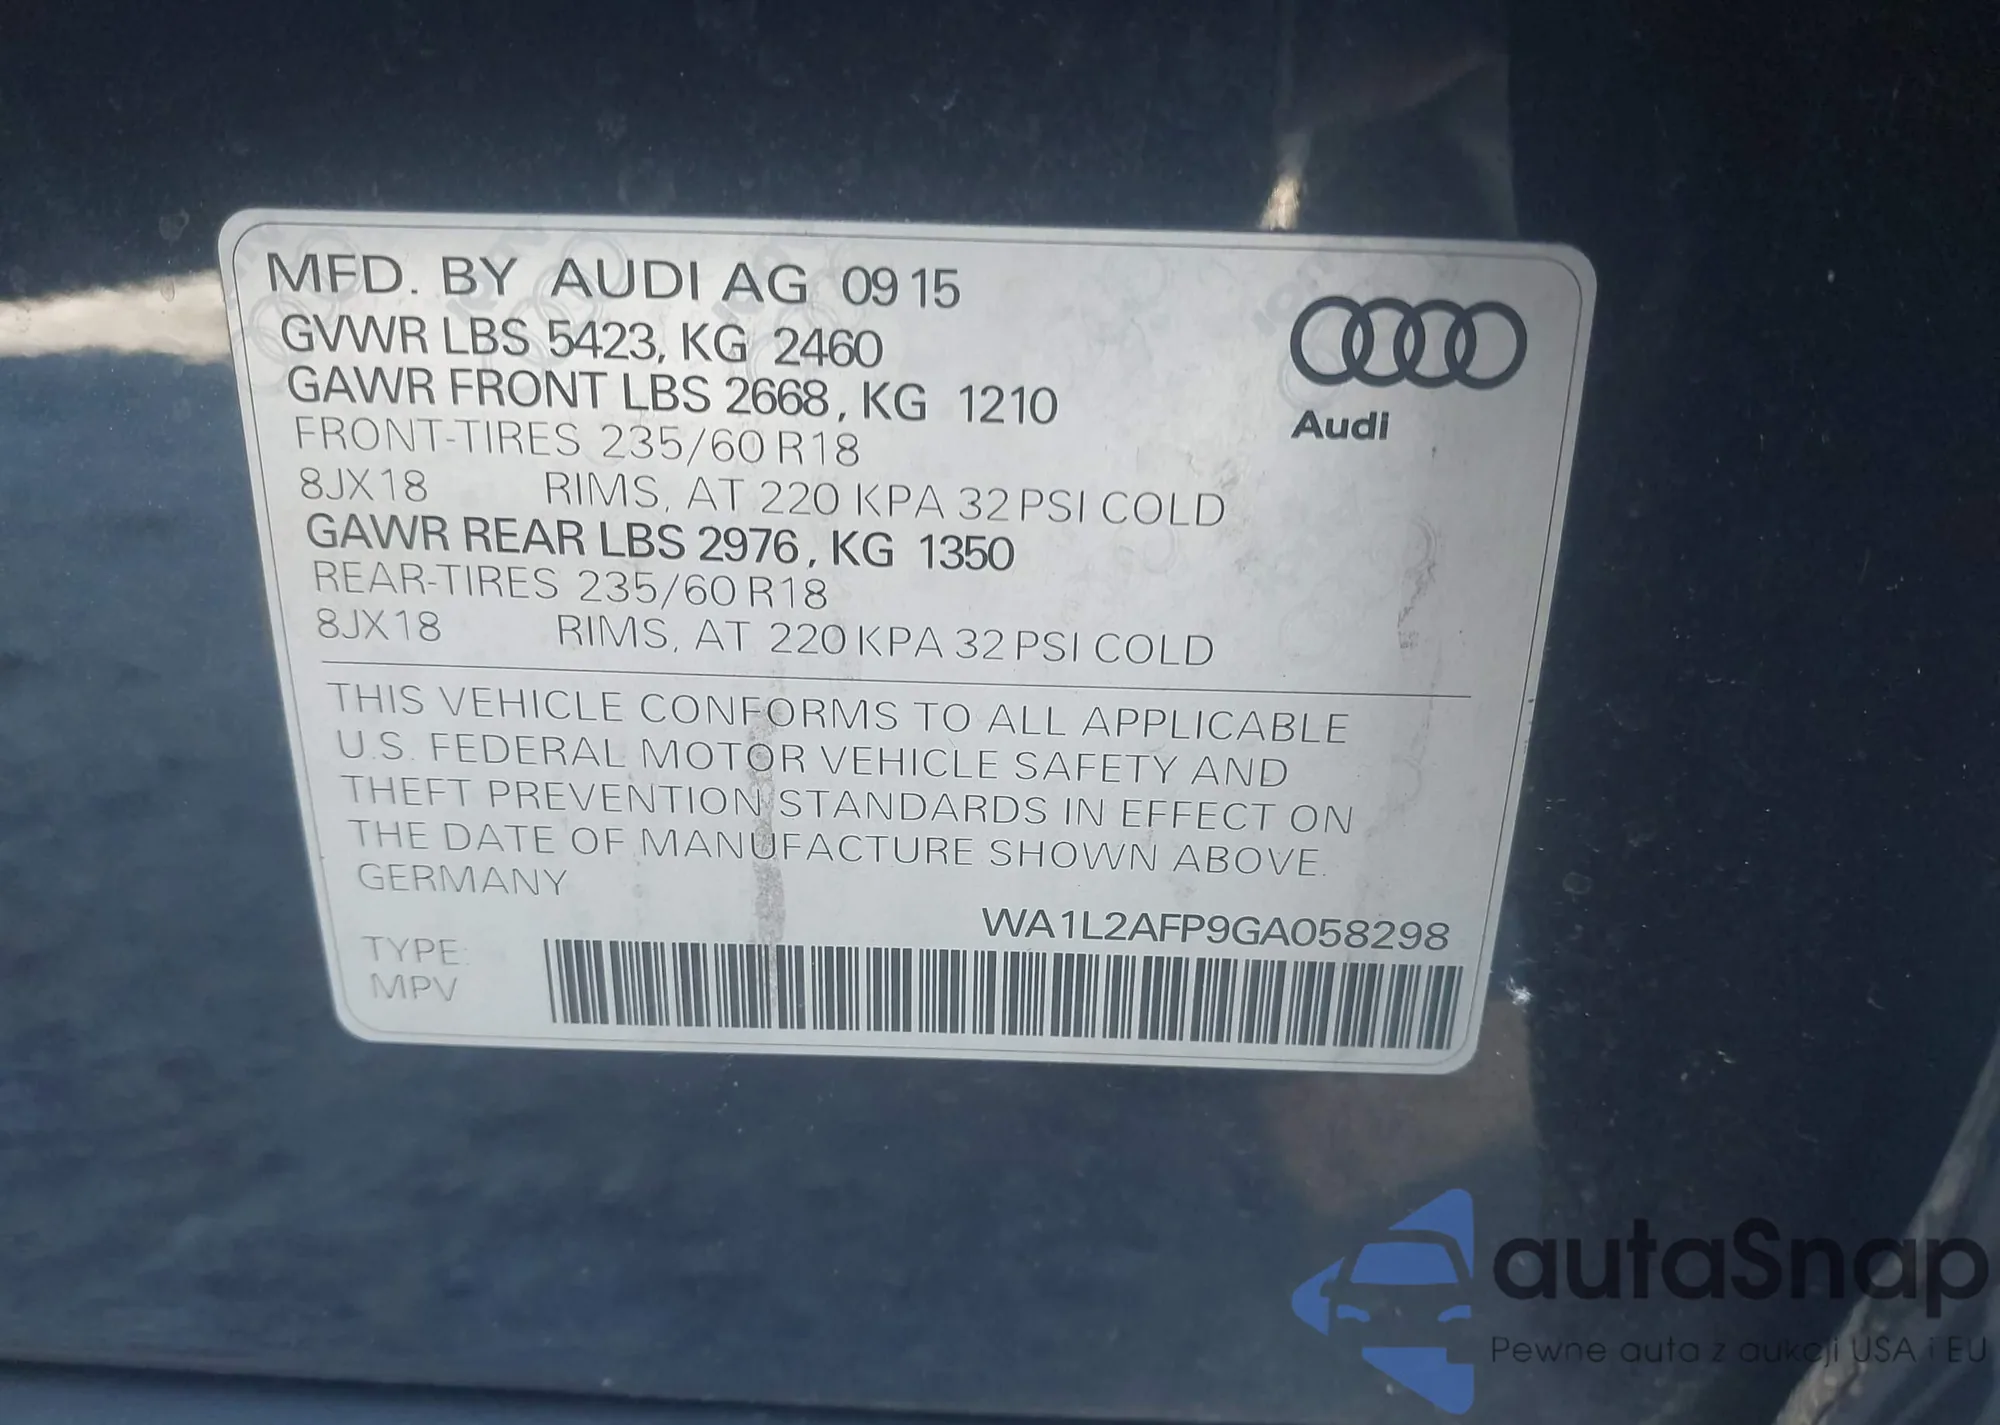 MFD. BY AUDI AG 09 15
GVWR LBS 5423, KG 2460
GAWR FRONT LBS 2668, KG 1210
FRONT-TIRES 235/60 R18
8JX18 RIMS, AT 220 KPA 32 PSI COLD
GAWR REAR LBS 2976, KG 1350
REAR-TIRES 235/60 R18
8JX18 RIMS, AT 220 KPA 32 PSI COLD
Audi
THIS VEHICLE CONFORMS TO ALL APPLICABLE
U.S. FEDERAL MOTOR VEHICLE SAFETY AND
THEFT PREVENTION STANDARDS IN EFFECT ON
THE DATE OF MANUFACTURE SHOWN ABOVE.
GERMANY
WA1L2AFP9GA058298
TYPE:
MPV
autaSnap
Pewne auta z aukcji USA i EU